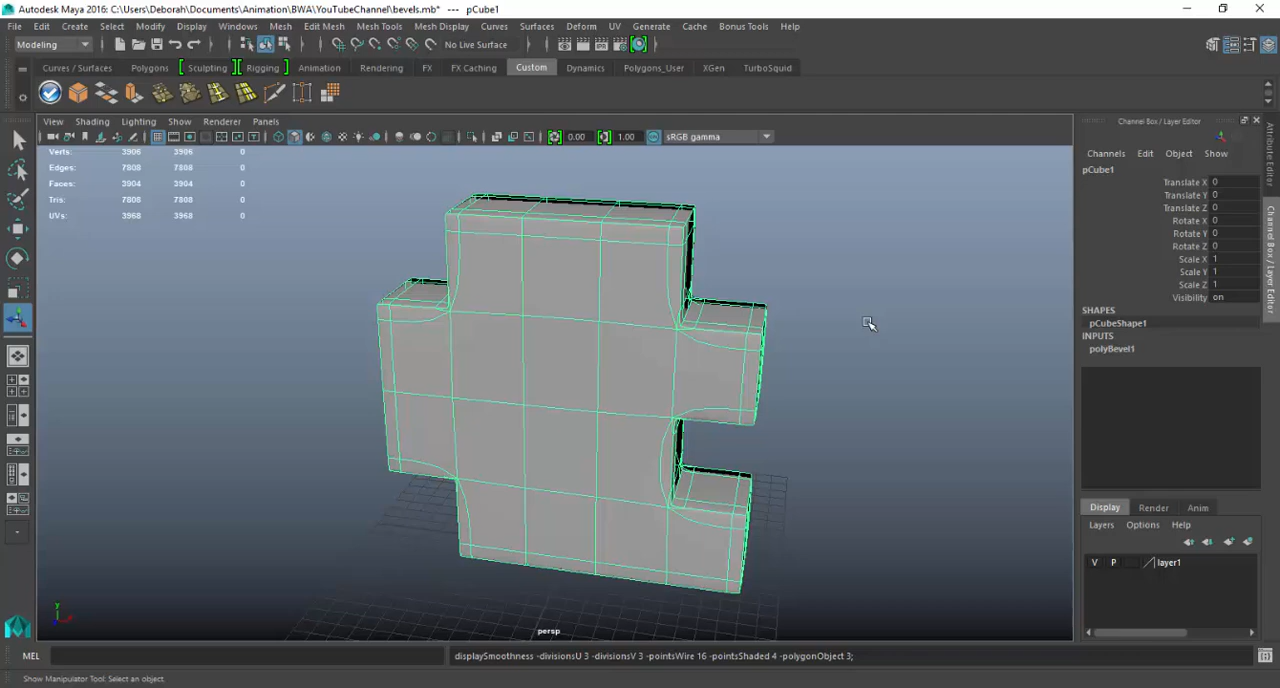 Autodesk Maya 2016: C:\Users\Deborah\Documents\Animation\BWA\YouTubeChannel\bevels.mb* --- pCube1
File Edit Create Select Modify Display Windows Mesh Edit Mesh Mesh Tools Mesh Display Curves Surfaces Deform UV Generate Cache Bonus Tools Help
Modeling No Live Surface
Curves / Surfaces Polygons Sculpting Rigging Animation Rendering FX FX Caching Custom Dynamics Polygons_User XGen TurboSquid
View Shading Lighting Show Renderer Panels
0.00 1.00 sRGB gamma
Verts: 3906 3906 0
Edges: 7808 7808 0
Faces: 3904 3904 0
Tris: 7808 7808 0
UVs: 3968 3968 0
persp
Channel Box / Layer Editor
Channels Edit Object Show
pCube1
Translate X 0
Translate Y 0
Translate Z 0
Rotate X 0
Rotate Y 0
Rotate Z 0
Scale X 1
Scale Y 1
Scale Z 1
Visibility on
SHAPES
pCubeShape1
INPUTS
polyBevel1
Display Render Anim
Layers Options Help
V P layer1
Attribute Editor
Channel Box / Layer Editor
y
MEL displaySmoothness -divisionsU 3 -divisionsV 3 -pointsWire 16 -pointsShaded 4 -polygonObject 3;
Show Manipulator Tool: Select an object.